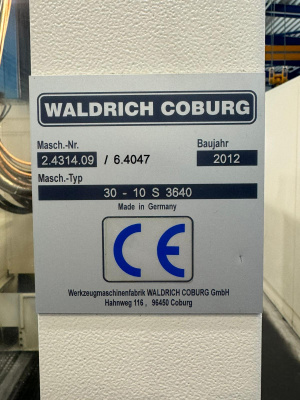 WALDRICH COBURG
Masch.-Nr. Baujahr
2.4314.09 / 6.4047 2012
Masch.-Typ
30 - 10 S 3640
Made in Germany
CE
Werkzeugmaschinenfabrik WALDRICH COBURG GmbH
Hahnweg 116 , 96450 Coburg